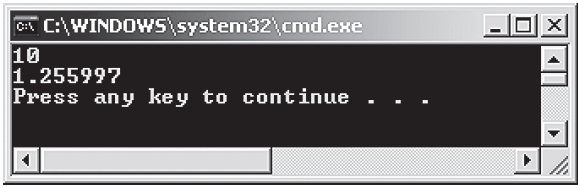 C:\WINDOWS\system32\cmd.exe
10
1.255997
Press any key to continue . . .